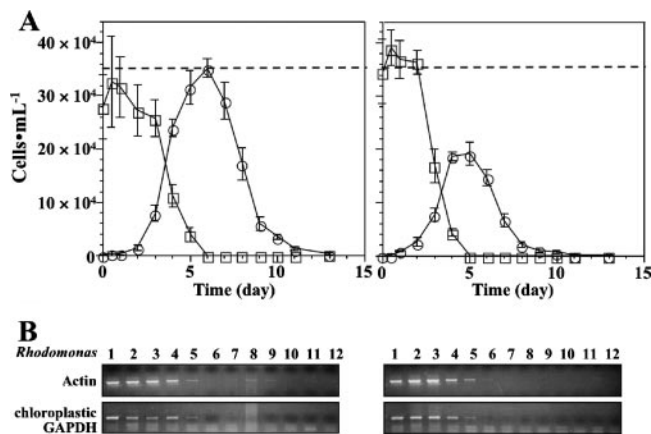 A
40 × 10⁴
30 × 10⁴
20 × 10⁴
10 × 10⁴
0
Cells•mL⁻¹
0 5 10 15
Time (day)
0 5 10 15
Time (day)
B
Rhodomonas 1 2 3 4 5 6 7 8 9 10 11 12 1 2 3 4 5 6 7 8 9 10 11 12
Actin
chloroplastic
GAPDH